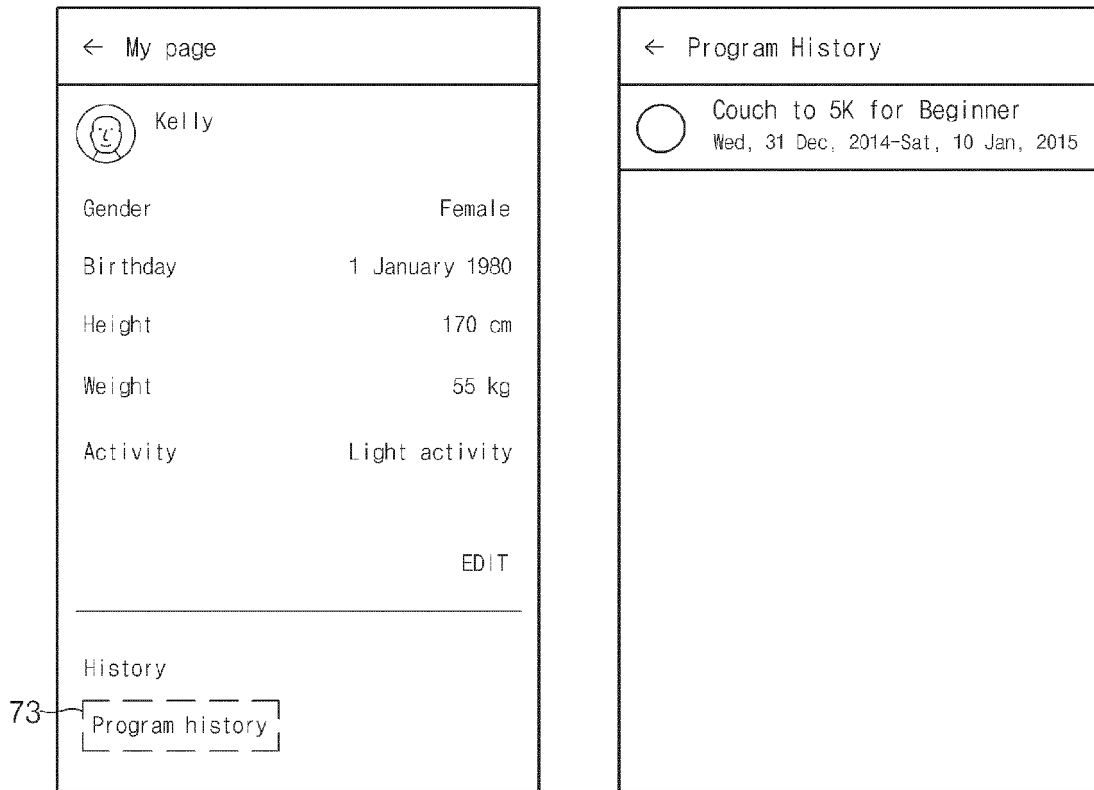 ← My page
Kelly
Gender Female
Birthday 1 January 1980
Height 170 cm
Weight 55 kg
Activity Light activity
EDIT
History
73
Program history
← Program History
Couch to 5K for Beginner
Wed, 31 Dec, 2014-Sat, 10 Jan, 2015